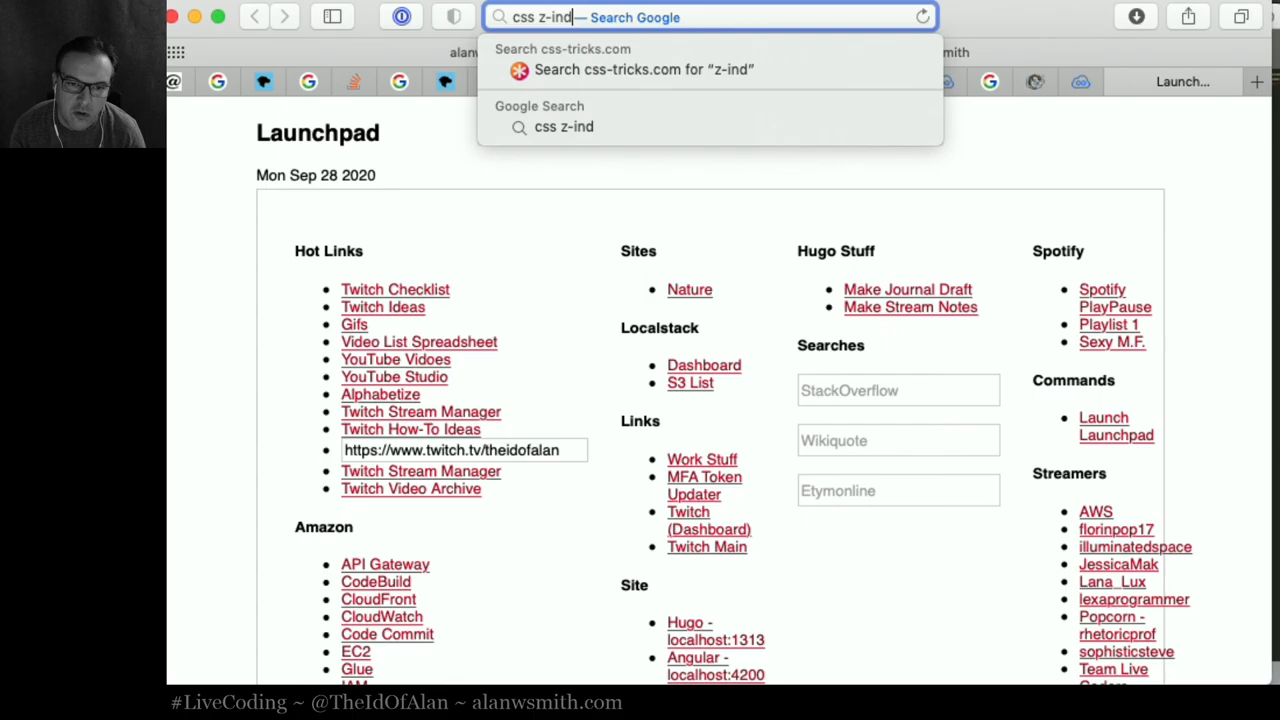 css z-ind — Search Google
Search css-tricks.com
Search css-tricks.com for “z-ind”
Google Search
css z-ind
alan
mith
Launch...
Launchpad
Mon Sep 28 2020
Hot Links
Twitch Checklist
Twitch Ideas
Gifs
Video List Spreadsheet
YouTube Vidoes
YouTube Studio
Alphabetize
Twitch Stream Manager
Twitch How-To Ideas
https://www.twitch.tv/theidofalan
Twitch Stream Manager
Twitch Video Archive
Amazon
API Gateway
CodeBuild
CloudFront
CloudWatch
Code Commit
EC2
Glue
Sites
Nature
Localstack
Dashboard
S3 List
Links
Work Stuff
MFA Token
Updater
Twitch
(Dashboard)
Twitch Main
Site
Hugo -
localhost:1313
Angular -
localhost:4200
Hugo Stuff
Make Journal Draft
Make Stream Notes
Searches
StackOverflow
Wikiquote
Etymonline
Spotify
Spotify
PlayPause
Playlist 1
Sexy M.F.
Commands
Launch
Launchpad
Streamers
AWS
florinpop17
illuminatedspace
JessicaMak
Lana_Lux
lexaprogrammer
Popcorn -
rhetoricprof
sophisticsteve
Team Live
#LiveCoding ~ @TheIdOfAlan ~ alanwsmith.com